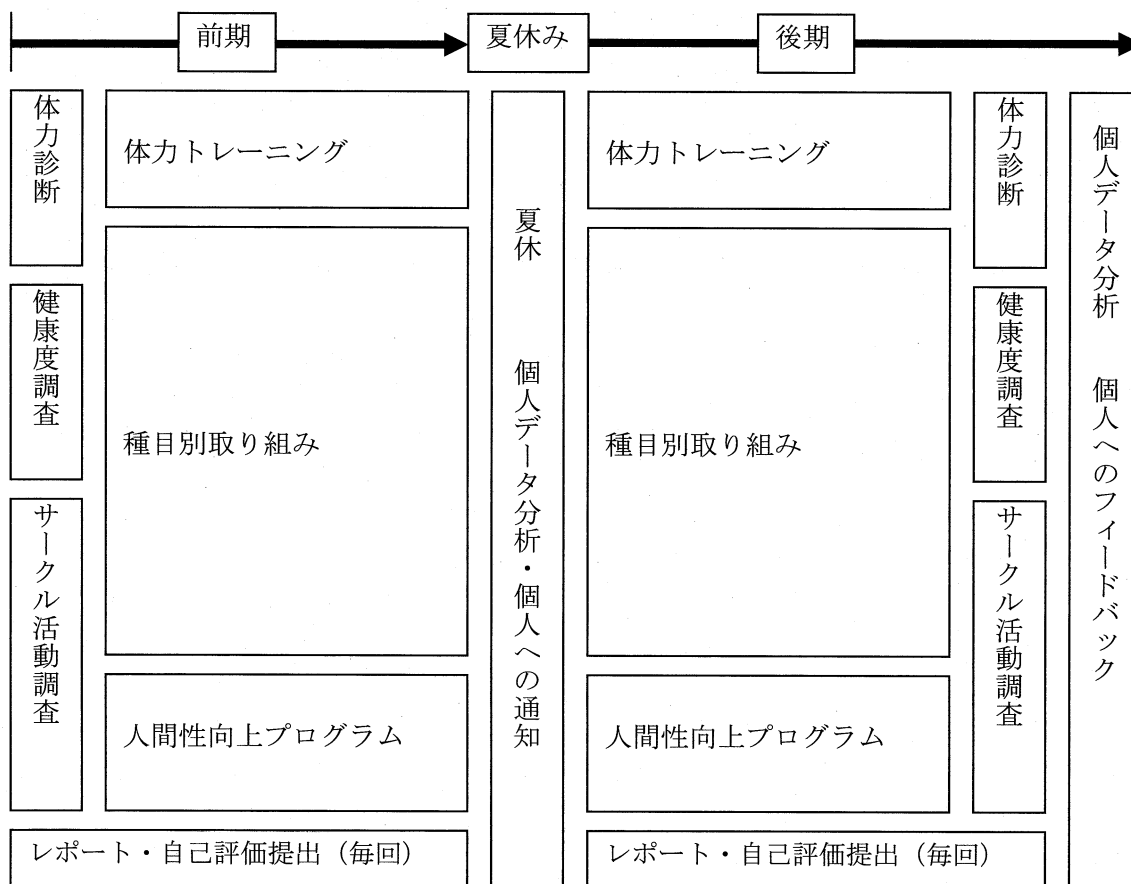 前期
夏休み
後期
体力診断
健康度調査
サークル活動調査
体力トレーニング
種目別取り組み
人間性向上プログラム
レポート・自己評価提出（毎回）
夏休　個人データ分析・個人への通知
体力トレーニング
種目別取り組み
人間性向上プログラム
レポート・自己評価提出（毎回）
体力診断
健康度調査
サークル活動調査
個人データ分析　個人へのフィードバック